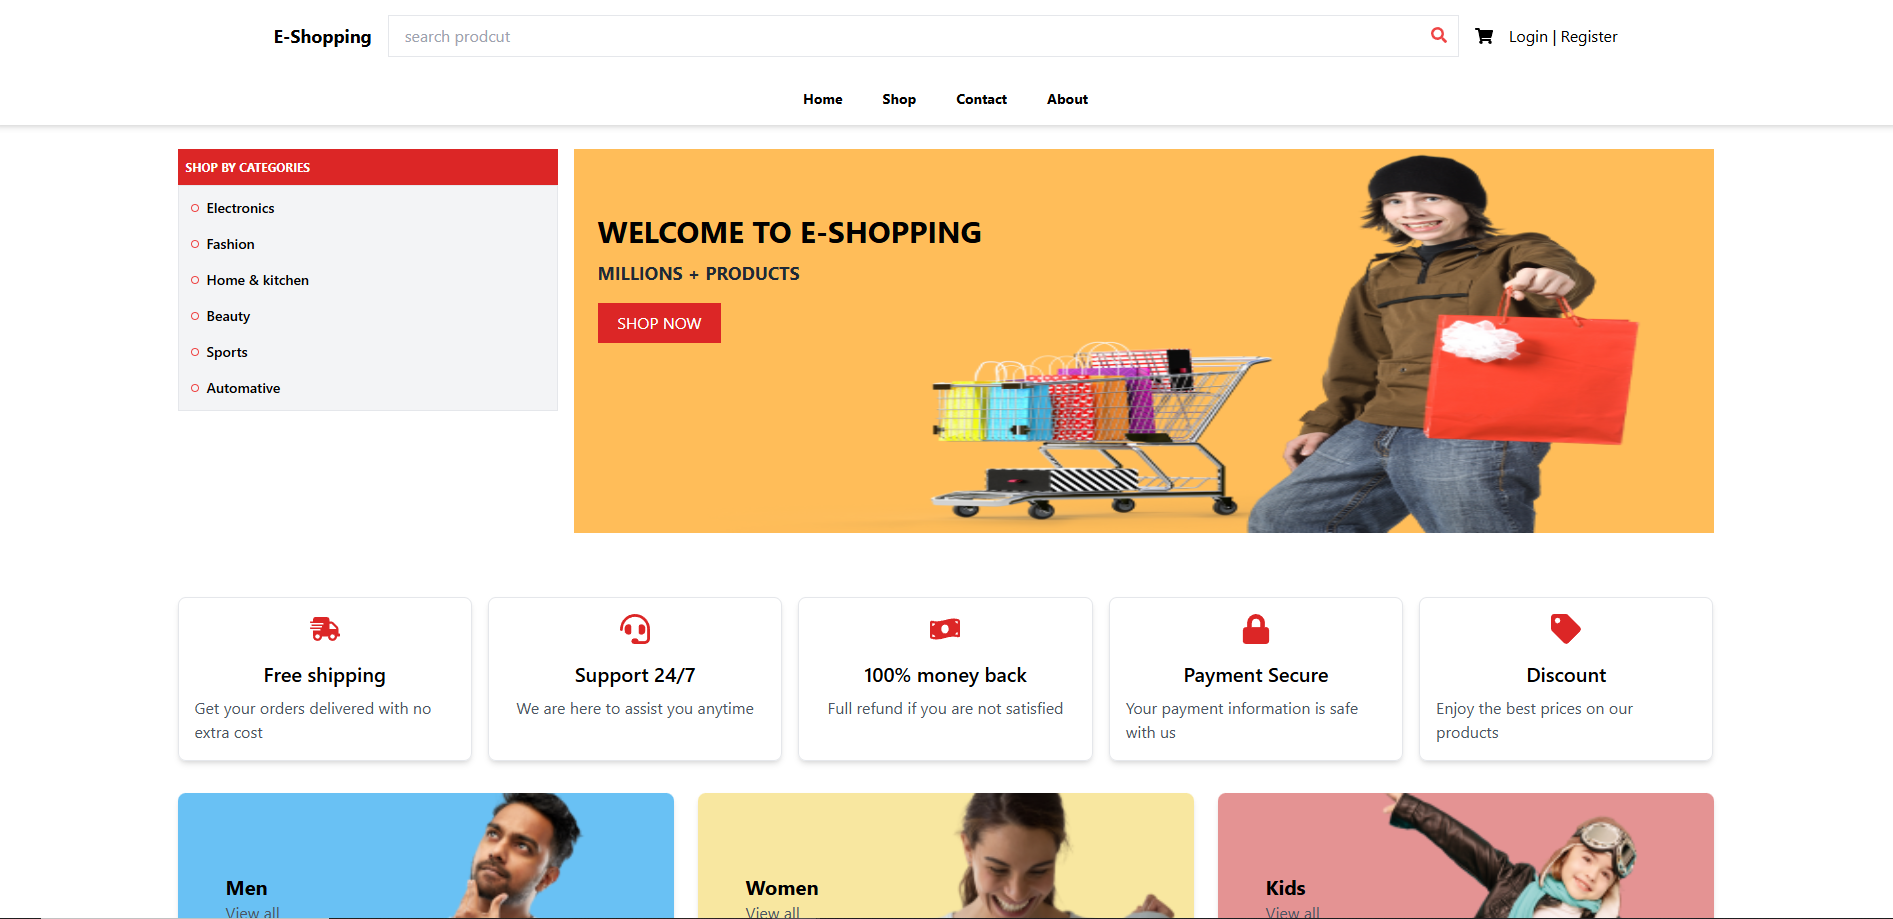 E-Shopping
search prodcut
Login | Register
Home Shop Contact About
SHOP BY CATEGORIES
Electronics
Fashion
Home & kitchen
Beauty
Sports
Automative
WELCOME TO E-SHOPPING
MILLIONS + PRODUCTS
SHOP NOW
Free shipping
Get your orders delivered with no
extra cost
Support 24/7
We are here to assist you anytime
100% money back
Full refund if you are not satisfied
Payment Secure
Your payment information is safe
with us
Discount
Enjoy the best prices on our
products
Men
View all
Women
View all
Kids
View all